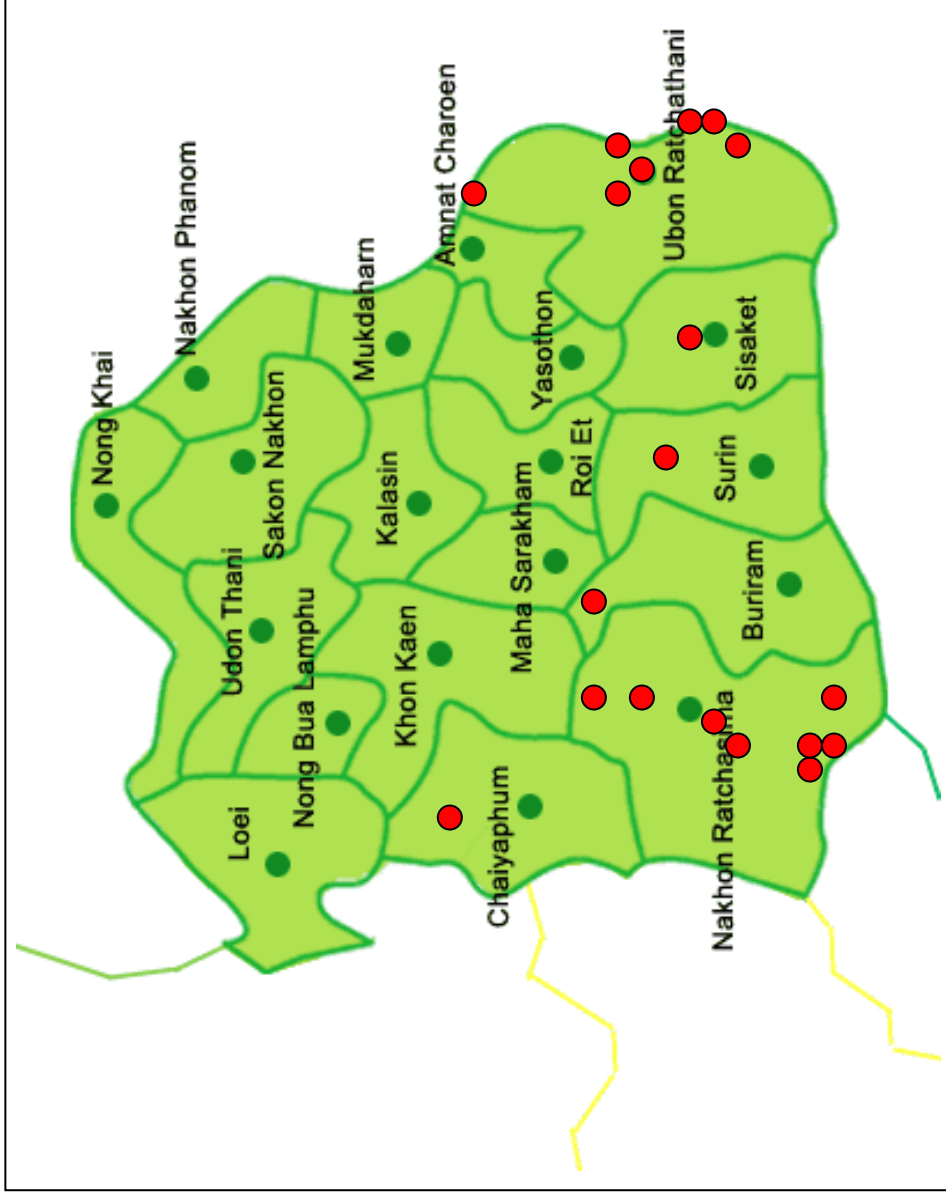 Nong Khai
Nakhon Phanom
Loei
Udon Thani
Sakon Nakhon
Nong Bua Lamphu
Mukdaharn
Kalasin
Khon Kaen
Amnat Charoen
Chaiyaphum
Maha Sarakham
Yasothon
Roi Et
Ubon Ratchathani
Nakhon Ratchasima
Buriram
Surin
Sisaket